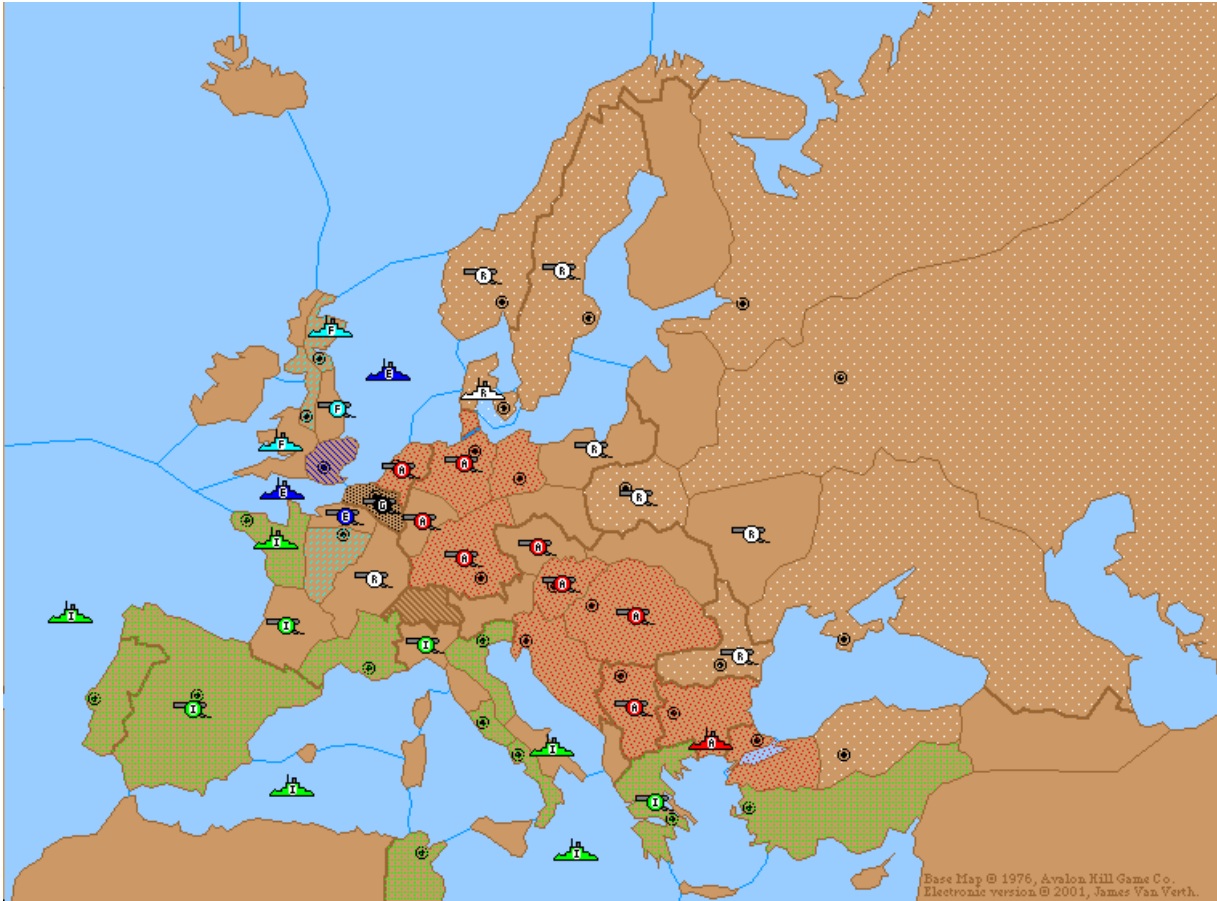 R
R
F
E
R
F
R
F
A
A
R
E
G
E
A
R
I
A
A
R
A
I
A
I
I
R
I
A
I
A
I
I
I
Base Map © 1976, Avalon Hill Game Co.
Electronic version © 2001, James Van Verth.